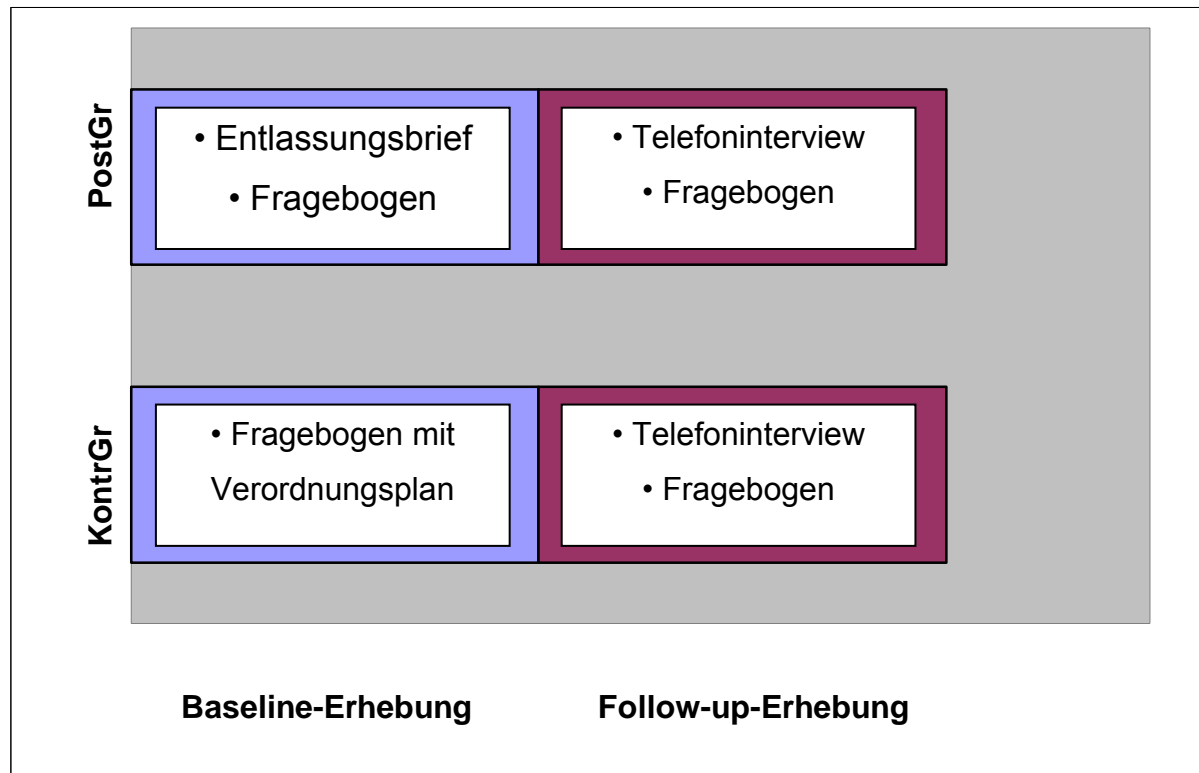 PostGr
• Entlassungsbrief
• Fragebogen
• Telefoninterview
• Fragebogen
KontrGr
• Fragebogen mit
Verordnungsplan
• Telefoninterview
• Fragebogen
Baseline-Erhebung
Follow-up-Erhebung